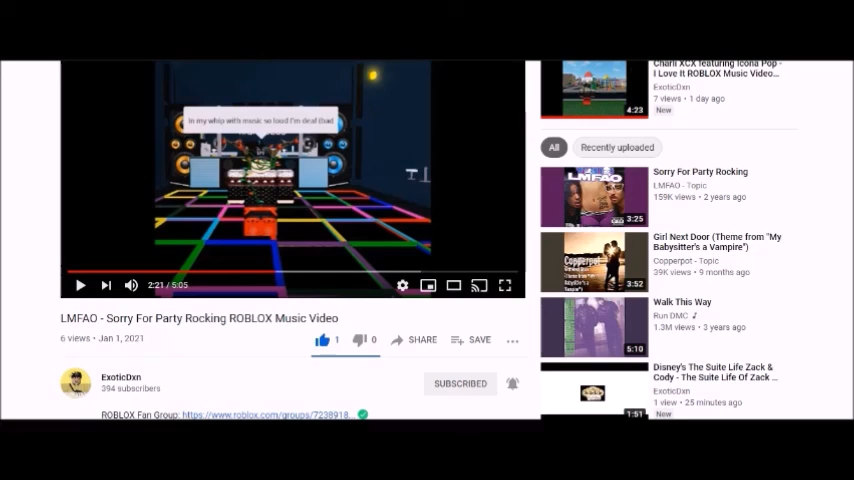 In my whip with music so loud I'm deaf (bad
2:21 / 5:05
LMFAO - Sorry For Party Rocking ROBLOX Music Video
6 views • Jan 1, 2021
1
0
SHARE
SAVE
ExoticDxn
394 subscribers
SUBSCRIBED
ROBLOX Fan Group: https://www.roblox.com/groups/7238918...
Charli XCX featuring Icona Pop -
I Love It ROBLOX Music Video...
ExoticDxn
7 views • 1 day ago
New
4:23
All
Recently uploaded
LMFAO
3:25
Sorry For Party Rocking
LMFAO - Topic
159K views • 2 years ago
Copperpot
3:52
Girl Next Door (Theme from "My
Babysitter's a Vampire")
Copperpot - Topic
39K views • 9 months ago
5:10
Walk This Way
Run DMC
1.3M views • 3 years ago
1:51
Disney's The Suite Life Zack &
Cody - The Suite Life Of Zack ...
ExoticDxn
1 view • 25 minutes ago
New